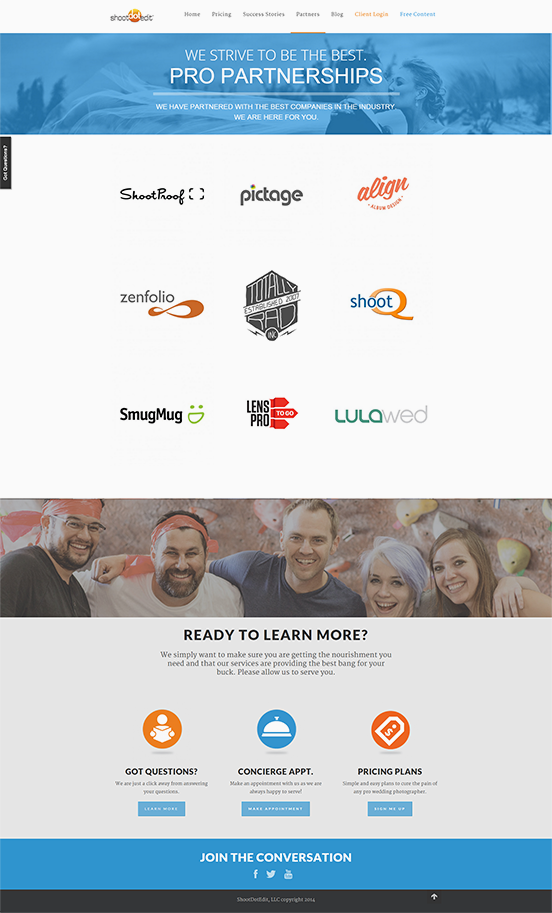 shootdotedit
Home Pricing Success Stories Partners Blog Client Login Free Content
WE STRIVE TO BE THE BEST.
PRO PARTNERSHIPS
WE HAVE PARTNERED WITH THE BEST COMPANIES IN THE INDUSTRY
WE ARE HERE FOR YOU.
Got Questions?
ShootProof pictage align
ALBUM DESIGN
zenfolio TOTALLY
ESTABLISHED 2007
RAD
INC
shootQ
SmugMug LENS
PRO TO GO
LULAwed
READY TO LEARN MORE?
We simply want to make sure you are getting the nourishment you
need and that our services are providing the best bang for your
buck. Please allow us to serve you.
$
GOT QUESTIONS? CONCIERGE APPT. PRICING PLANS
We are just a click away from answering
your questions.
Make an appointment with us as we are
always happy to serve!
Simple and easy plans to cure the pain of
any pro wedding photographer.
LEARN MORE MAKE APPOINTMENT SIGN ME UP
JOIN THE CONVERSATION
f You Tube
ShootDotEdit, LLC copyright 2014